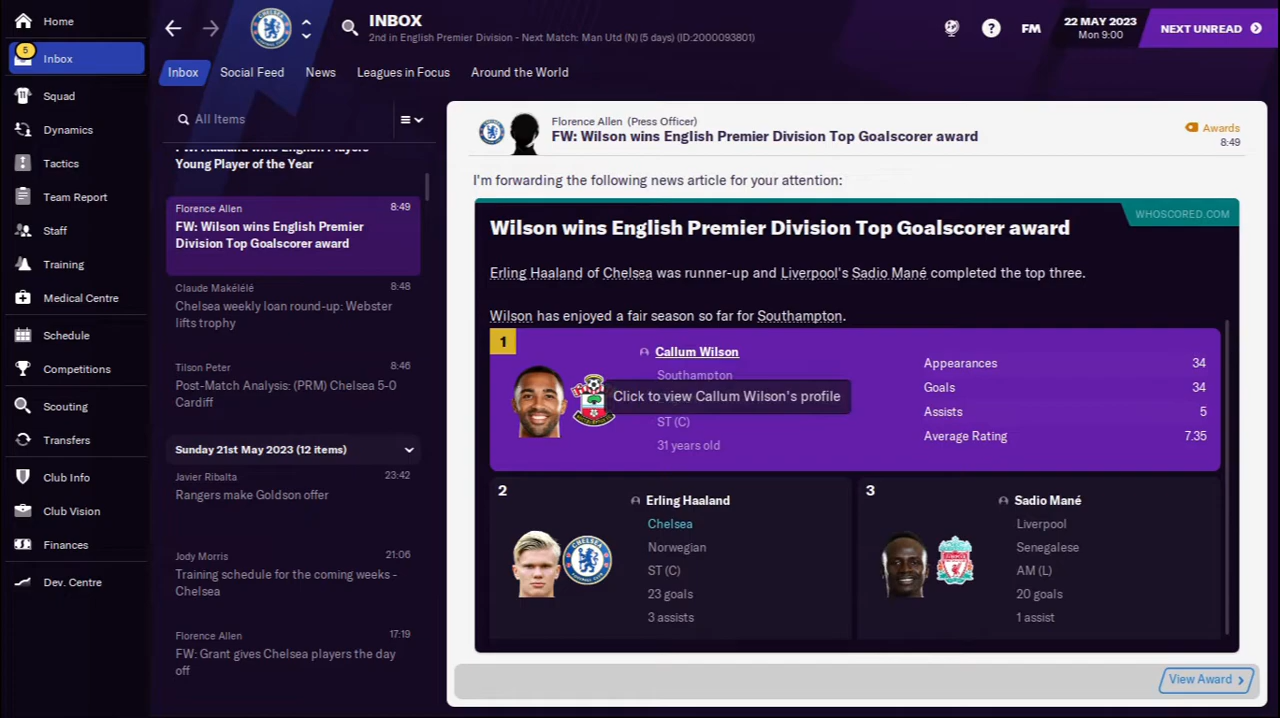 Home
5
Inbox
Squad
Dynamics
Tactics
Team Report
Staff
Training
Medical Centre
Schedule
Competitions
Scouting
Transfers
Club Info
Club Vision
Finances
Dev. Centre
INBOX
2nd in English Premier Division - Next Match: Man Utd (N) (5 days) (ID:2000093801)
?
FM
22 MAY 2023
Mon 9:00
NEXT UNREAD
Inbox Social Feed News Leagues in Focus Around the World
All Items
FW: Haaland wins English Players'
Young Player of the Year
Florence Allen 8:49
FW: Wilson wins English Premier
Division Top Goalscorer award
Claude Makélélé 8:48
Chelsea weekly loan round-up: Webster
lifts trophy
Tilson Peter 8:46
Post-Match Analysis: (PRM) Chelsea 5-0
Cardiff
Sunday 21st May 2023 (12 items)
Javier Ribalta 23:42
Rangers make Goldson offer
Jody Morris 21:06
Training schedule for the coming weeks -
Chelsea
Florence Allen 17:19
FW: Grant gives Chelsea players the day
off
Florence Allen (Press Officer)
FW: Wilson wins English Premier Division Top Goalscorer award
Awards
8:49
I'm forwarding the following news article for your attention:
WHOSCORED.COM
Wilson wins English Premier Division Top Goalscorer award
Erling Haaland of Chelsea was runner-up and Liverpool's Sadio Mané completed the top three.
Wilson has enjoyed a fair season so far for Southampton.
1
Callum Wilson
Southampton
Click to view Callum Wilson's profile
ST (C)
31 years old
Appearances 34
Goals 34
Assists 5
Average Rating 7.35
2
Erling Haaland
Chelsea
Norwegian
ST (C)
23 goals
3 assists
3
Sadio Mané
Liverpool
Senegalese
AM (L)
20 goals
1 assist
View Award